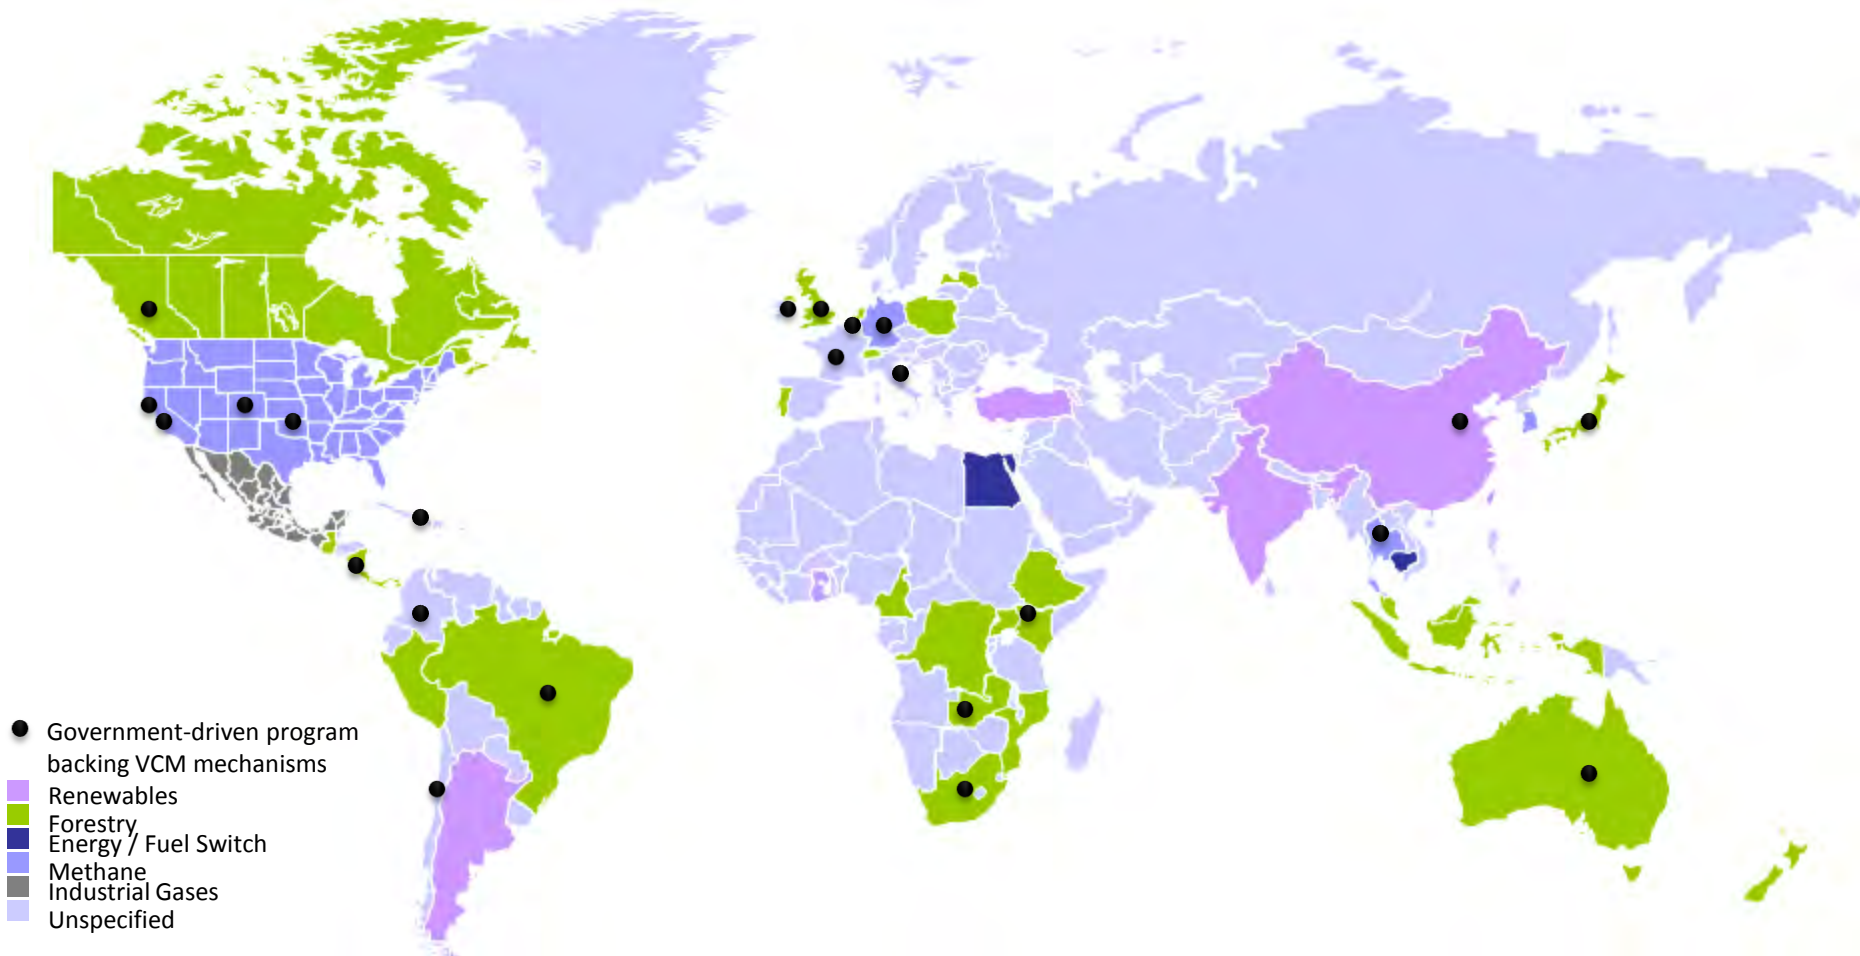 Government-driven program
backing VCM mechanisms
Renewables
Forestry
Energy / Fuel Switch
Methane
Industrial Gases
Unspecified